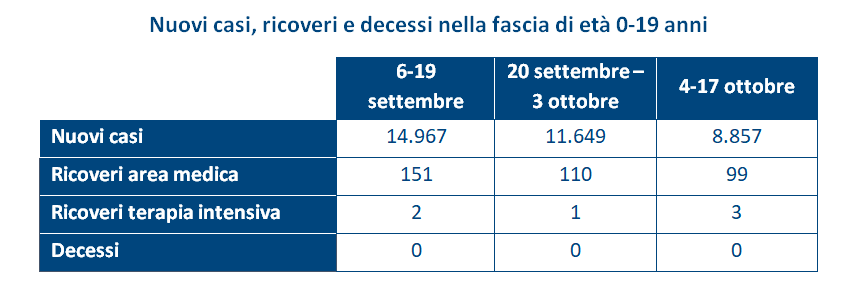 Nuovi casi, ricoveri e decessi nella fascia di età 0-19 anni
6-19 settembre 20 settembre – 3 ottobre 4-17 ottobre
Nuovi casi 14.967 11.649 8.857
Ricoveri area medica 151 110 99
Ricoveri terapia intensiva 2 1 3
Decessi 0 0 0